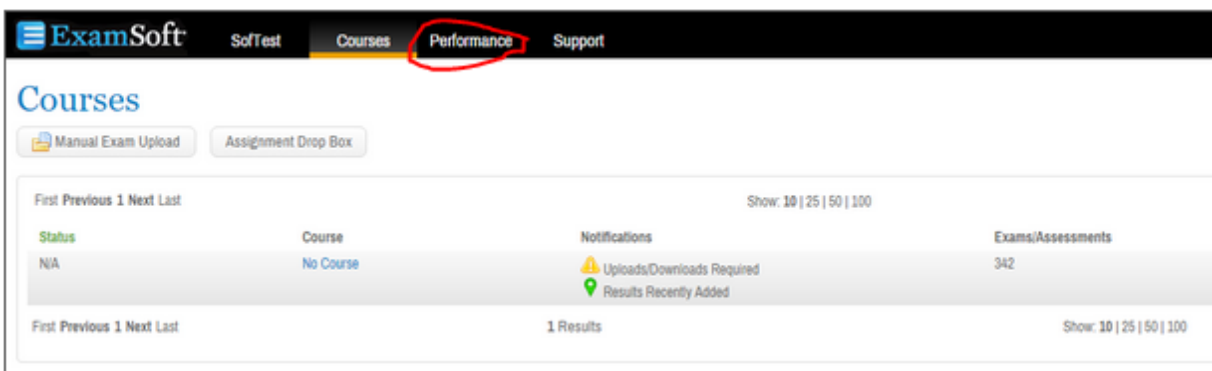 ExamSoft SofTest Courses Performance Support
Courses
Manual Exam Upload Assignment Drop Box
First Previous 1 Next Last Show: 10 | 25 | 50 | 100
Status Course Notifications Exams/Assessments
N/A No Course Uploads/Downloads Required 342
Results Recently Added
First Previous 1 Next Last 1 Results Show: 10 | 25 | 50 | 100